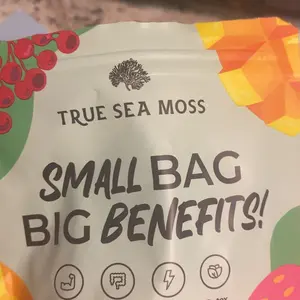 TRUE SEA MOSS
SMALL BAG
BIG BENEFITS!